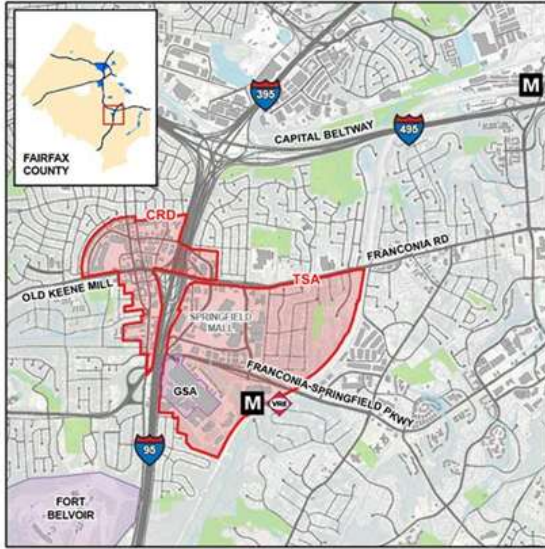 FAIRFAX
COUNTY
395
M
CAPITAL BELTWAY
495
CRD
FRANCONIA RD
TSA
OLD KEENE MILL
SPRINGFIELD
MALL
FRANCONIA-SPRINGFIELD PKWY
GSA
M
VRE
95
FORT
BELVOIR